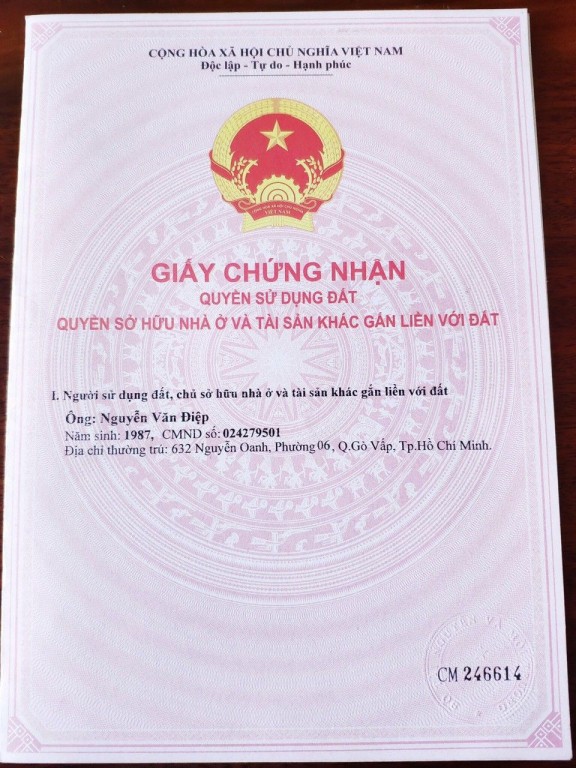 CỘNG HÒA XÃ HỘI CHỦ NGHĨA VIỆT NAM
Độc lập - Tự do - Hạnh phúc
VIỆT NAM
GIẤY CHỨNG NHẬN
QUYỀN SỬ DỤNG ĐẤT
QUYỀN SỞ HỮU NHÀ Ở VÀ TÀI SẢN KHÁC GẮN LIỀN VỚI ĐẤT
I. Người sử dụng đất, chủ sở hữu nhà ở và tài sản khác gắn liền với đất
Ông: Nguyễn Văn Điệp
Năm sinh: 1987, CMND số: 024279501
Địa chỉ thường trú: 632 Nguyễn Oanh, Phường 06, Q.Gò Vấp, Tp.Hồ Chí Minh.
CM 246614